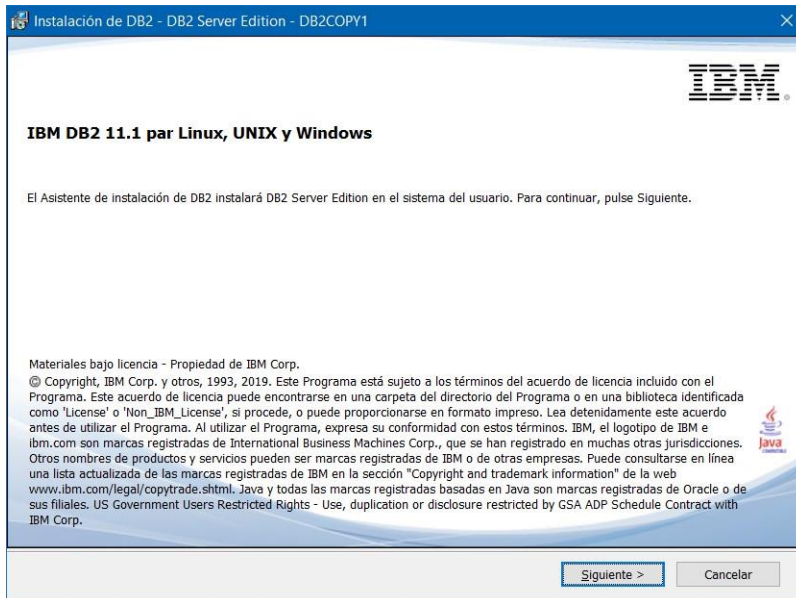 Instalación de DB2 - DB2 Server Edition - DB2COPY1
IBM
IBM DB2 11.1 par Linux, UNIX y Windows
El Asistente de instalación de DB2 instalará DB2 Server Edition en el sistema del usuario. Para continuar, pulse Siguiente.
Materiales bajo licencia - Propiedad de IBM Corp.
© Copyright, IBM Corp. y otros, 1993, 2019. Este Programa está sujeto a los términos del acuerdo de licencia incluido con el
Programa. Este acuerdo de licencia puede encontrarse en una carpeta del directorio del Programa o en una biblioteca identificada
como 'License' o 'Non_IBM_License', si procede, o puede proporcionarse en formato impreso. Lea detenidamente este acuerdo
antes de utilizar el Programa. Al utilizar el Programa, expresa su conformidad con estos términos. IBM, el logotipo de IBM e
ibm.com son marcas registradas de International Business Machines Corp., que se han registrado en muchas otras jurisdicciones.
Otros nombres de productos y servicios pueden ser marcas registradas de IBM o de otras empresas. Puede consultarse en línea
una lista actualizada de las marcas registradas de IBM en la sección "Copyright and trademark information" de la web
www.ibm.com/legal/copytrade.shtml. Java y todas las marcas registradas basadas en Java son marcas registradas de Oracle o de
sus filiales. US Government Users Restricted Rights - Use, duplication or disclosure restricted by GSA ADP Schedule Contract with
IBM Corp.
Java
COMPATIBLE
Siguiente >
Cancelar